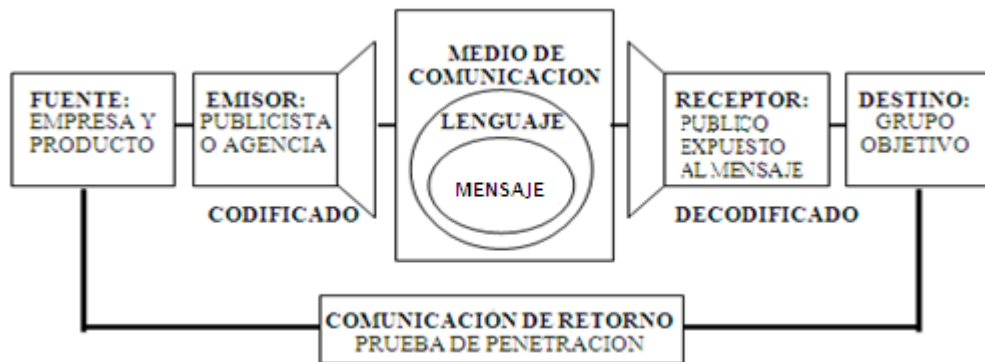 FUENTE:
EMPRESA Y
PRODUCTO
EMISOR:
PUBLICISTA
O AGENCIA
CODIFICADO
MEDIO DE
COMUNICACION
LENGUAJE
MENSAJE
RECEPTOR:
PUBLICO
EXPUESTO
AL MENSAJE
DECODIFICADO
DESTINO:
GRUPO
OBJETIVO
COMUNICACION DE RETORNO
PRUEBA DE PENETRACION